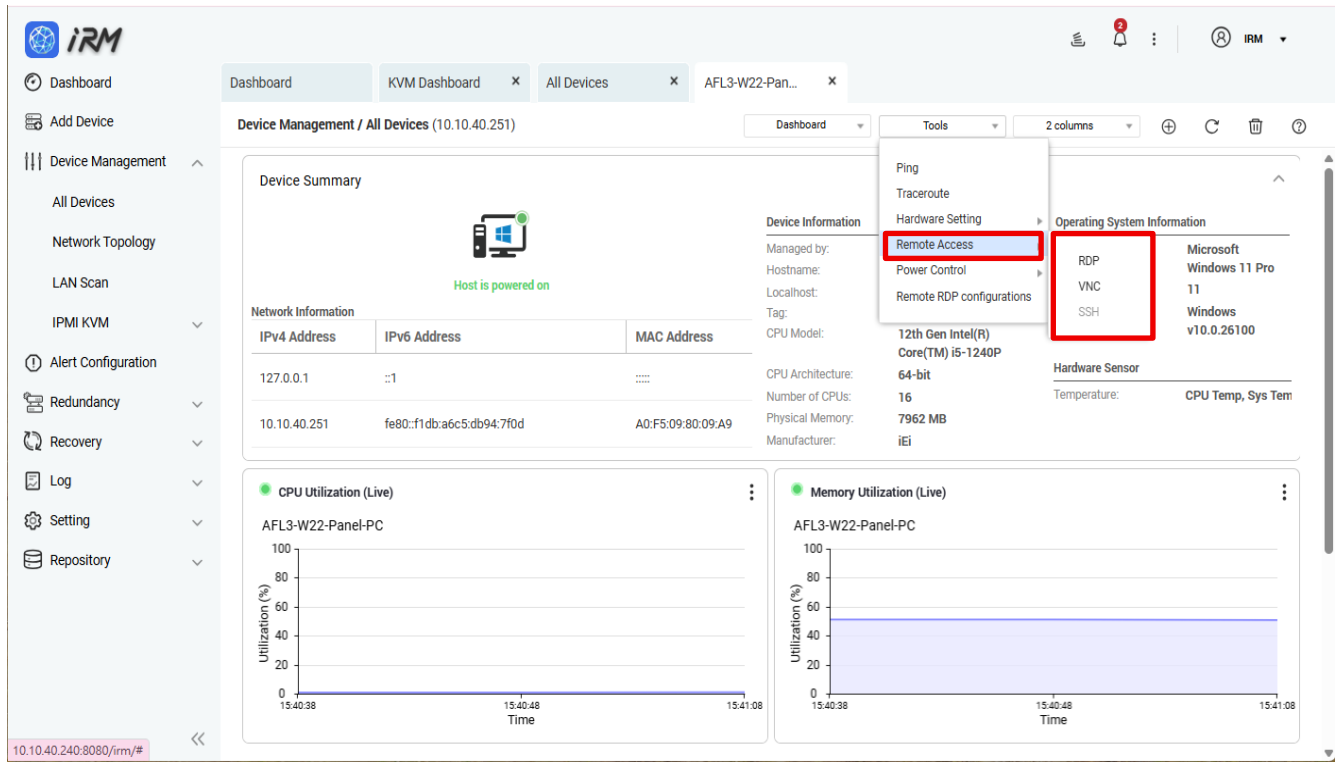 iRM
2
IRM
Dashboard
Add Device
Device Management
All Devices
Network Topology
LAN Scan
IPMI KVM
Alert Configuration
Redundancy
Recovery
Log
Setting
Repository
10.10.40.240:8080/irm/#
Dashboard
KVM Dashboard ×
All Devices ×
AFL3-W22-Pan... ×
Device Management / All Devices (10.10.40.251)
Dashboard
Tools
2 columns
Ping
Traceroute
Hardware Setting
Remote Access
Power Control
Remote RDP configurations
RDP
VNC
SSH
Device Summary
Host is powered on
Network Information
IPv4 Address IPv6 Address MAC Address
127.0.0.1 ::1 :::::
10.10.40.251 fe80::f1db:a6c5:db94:7f0d A0:F5:09:80:09:A9
Device Information
Managed by:
Hostname:
Localhost:
Tag:
CPU Model: 12th Gen Intel(R)
Core(TM) i5-1240P
CPU Architecture: 64-bit
Number of CPUs: 16
Physical Memory: 7962 MB
Manufacturer: iEi
Operating System Information
Microsoft
Windows 11 Pro
11
Windows
v10.0.26100
Hardware Sensor
Temperature: CPU Temp, Sys Tem
CPU Utilization (Live)
AFL3-W22-Panel-PC
Utilization (%)
100
80
60
40
20
0
15:40:38 15:40:48 15:41:08
Time
Memory Utilization (Live)
AFL3-W22-Panel-PC
Utilization (%)
100
80
60
40
20
0
15:40:38 15:40:48 15:41:08
Time